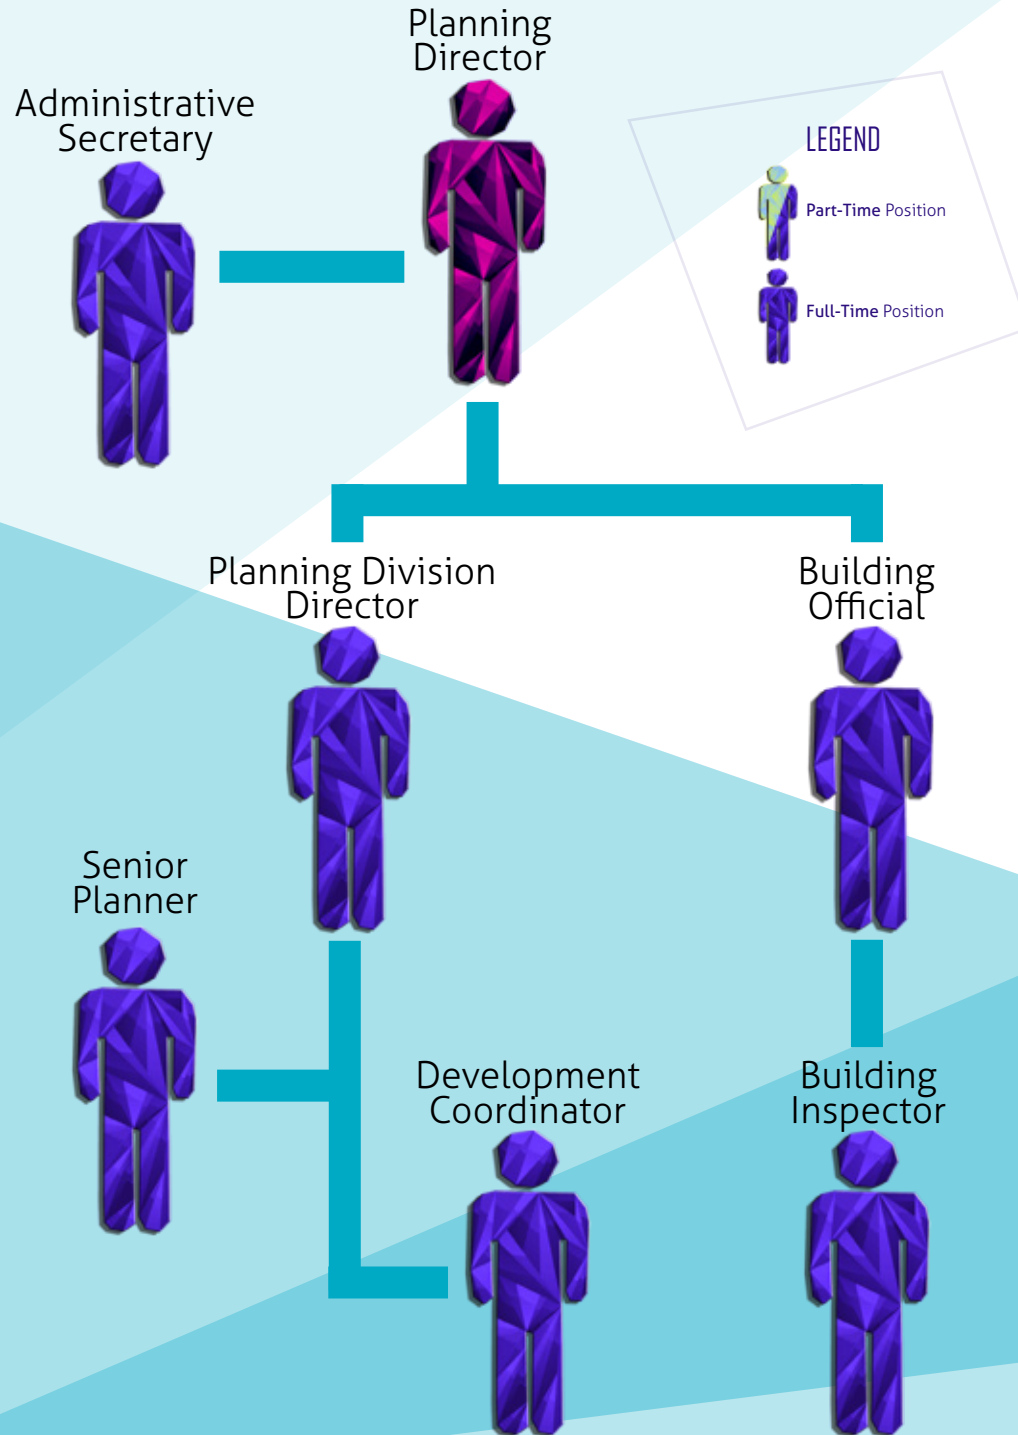 Planning
Director
Administrative
Secretary
LEGEND
Part-Time Position
Full-Time Position
Planning Division
Director
Building
Official
Senior
Planner
Development
Coordinator
Building
Inspector